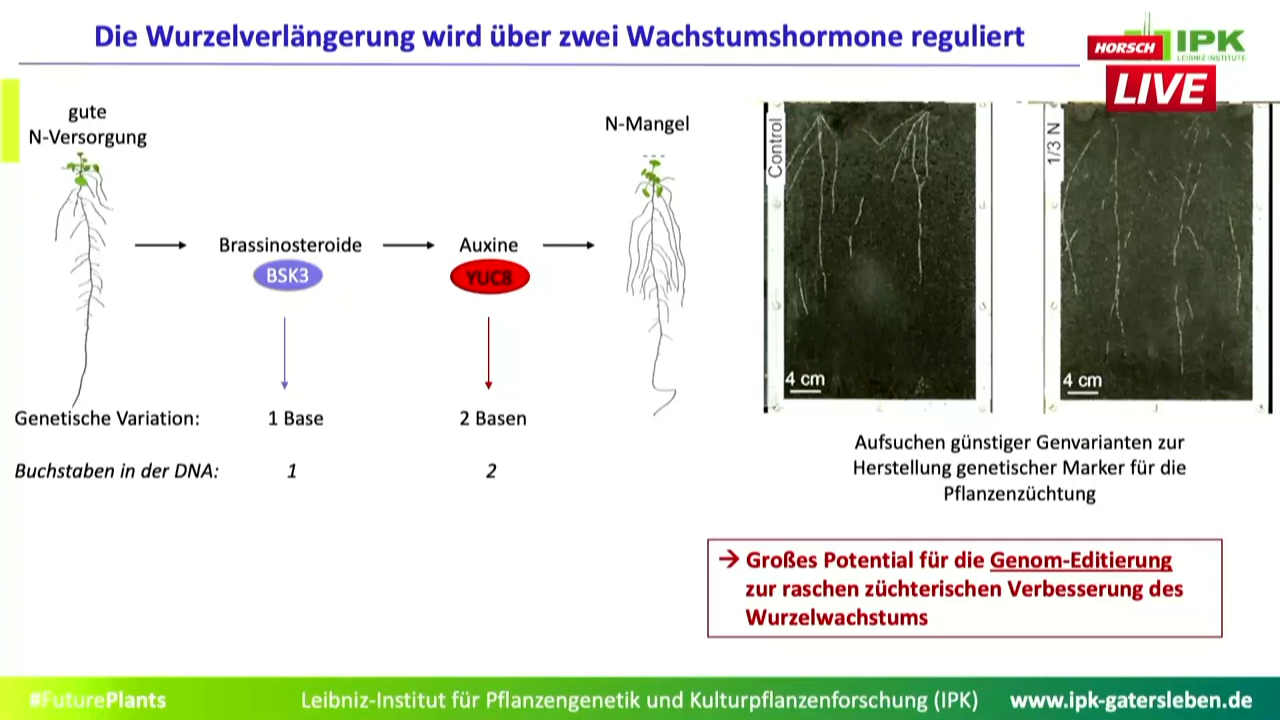 Die Wurzelverlängerung wird über zwei Wachstumshormone reguliert
HORSCH
LIVE
IPK
LEIBNIZ INSTITUTE
gute
N-Versorgung
N-Mangel
Brassinosteroide
Auxine
BSK3
YUC8
Genetische Variation:
1 Base
2 Basen
Buchstaben in der DNA:
1
2
Control
4 cm
1/3 N
4 cm
Aufsuchen günstiger Genvarianten zur
Herstellung genetischer Marker für die
Pflanzenzüchtung
→ Großes Potential für die Genom-Editierung
zur raschen züchterischen Verbesserung des
Wurzelwachstums
#FuturePlants
Leibniz-Institut für Pflanzengenetik und Kulturpflanzenforschung (IPK)
www.ipk-gatersleben.de